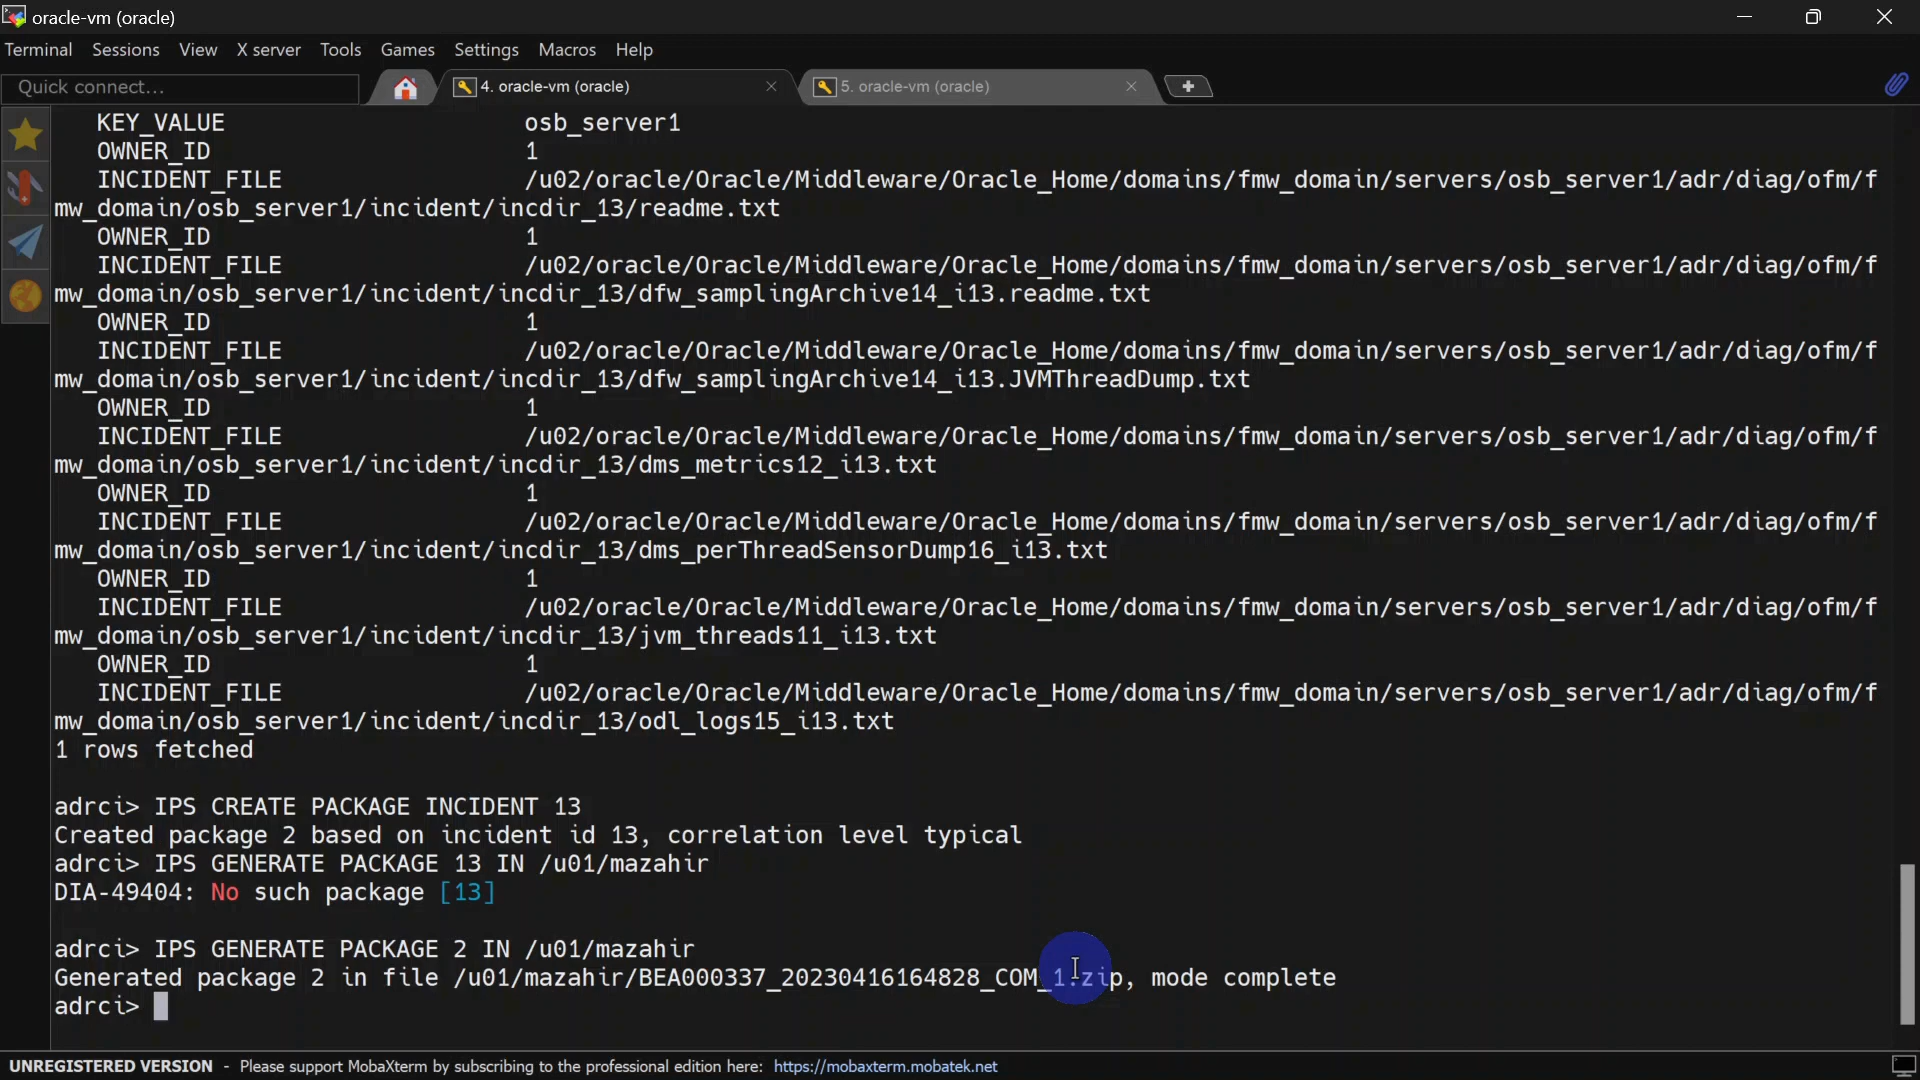 oracle-vm (oracle)
Terminal Sessions View X server Tools Games Settings Macros Help
Quick connect... 4. oracle-vm (oracle) 5. oracle-vm (oracle)
KEY_VALUE osb_server1
OWNER_ID 1
INCIDENT_FILE /u02/oracle/Oracle/Middleware/Oracle_Home/domains/fmw_domain/servers/osb_server1/adr/diag/ofm/f
mw_domain/osb_server1/incident/incdir_13/readme.txt
OWNER_ID 1
INCIDENT_FILE /u02/oracle/Oracle/Middleware/Oracle_Home/domains/fmw_domain/servers/osb_server1/adr/diag/ofm/f
mw_domain/osb_server1/incident/incdir_13/dfw_samplingArchive14_i13.readme.txt
OWNER_ID 1
INCIDENT_FILE /u02/oracle/Oracle/Middleware/Oracle_Home/domains/fmw_domain/servers/osb_server1/adr/diag/ofm/f
mw_domain/osb_server1/incident/incdir_13/dfw_samplingArchive14_i13.JVMThreadDump.txt
OWNER_ID 1
INCIDENT_FILE /u02/oracle/Oracle/Middleware/Oracle_Home/domains/fmw_domain/servers/osb_server1/adr/diag/ofm/f
mw_domain/osb_server1/incident/incdir_13/dms_metrics12_i13.txt
OWNER_ID 1
INCIDENT_FILE /u02/oracle/Oracle/Middleware/Oracle_Home/domains/fmw_domain/servers/osb_server1/adr/diag/ofm/f
mw_domain/osb_server1/incident/incdir_13/dms_perThreadSensorDump16_i13.txt
OWNER_ID 1
INCIDENT_FILE /u02/oracle/Oracle/Middleware/Oracle_Home/domains/fmw_domain/servers/osb_server1/adr/diag/ofm/f
mw_domain/osb_server1/incident/incdir_13/jvm_threads11_i13.txt
OWNER_ID 1
INCIDENT_FILE /u02/oracle/Oracle/Middleware/Oracle_Home/domains/fmw_domain/servers/osb_server1/adr/diag/ofm/f
mw_domain/osb_server1/incident/incdir_13/odl_logs15_i13.txt
1 rows fetched
adrci> IPS CREATE PACKAGE INCIDENT 13
Created package 2 based on incident id 13, correlation level typical
adrci> IPS GENERATE PACKAGE 13 IN /u01/mazahir
DIA-49404: No such package [13]
adrci> IPS GENERATE PACKAGE 2 IN /u01/mazahir
Generated package 2 in file /u01/mazahir/BEA000337_20230416164828_COM_1.zip, mode complete
adrci>
UNREGISTERED VERSION - Please support MobaXterm by subscribing to the professional edition here: https://mobaxterm.mobatek.net